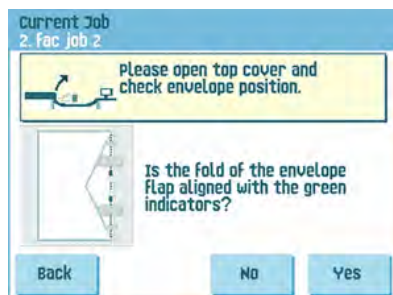 Current Job
2. Fac job 2
Please open top cover and
check envelope position.
Is the fold of the envelope
flap aligned with the green
indicators?
Back
No
Yes